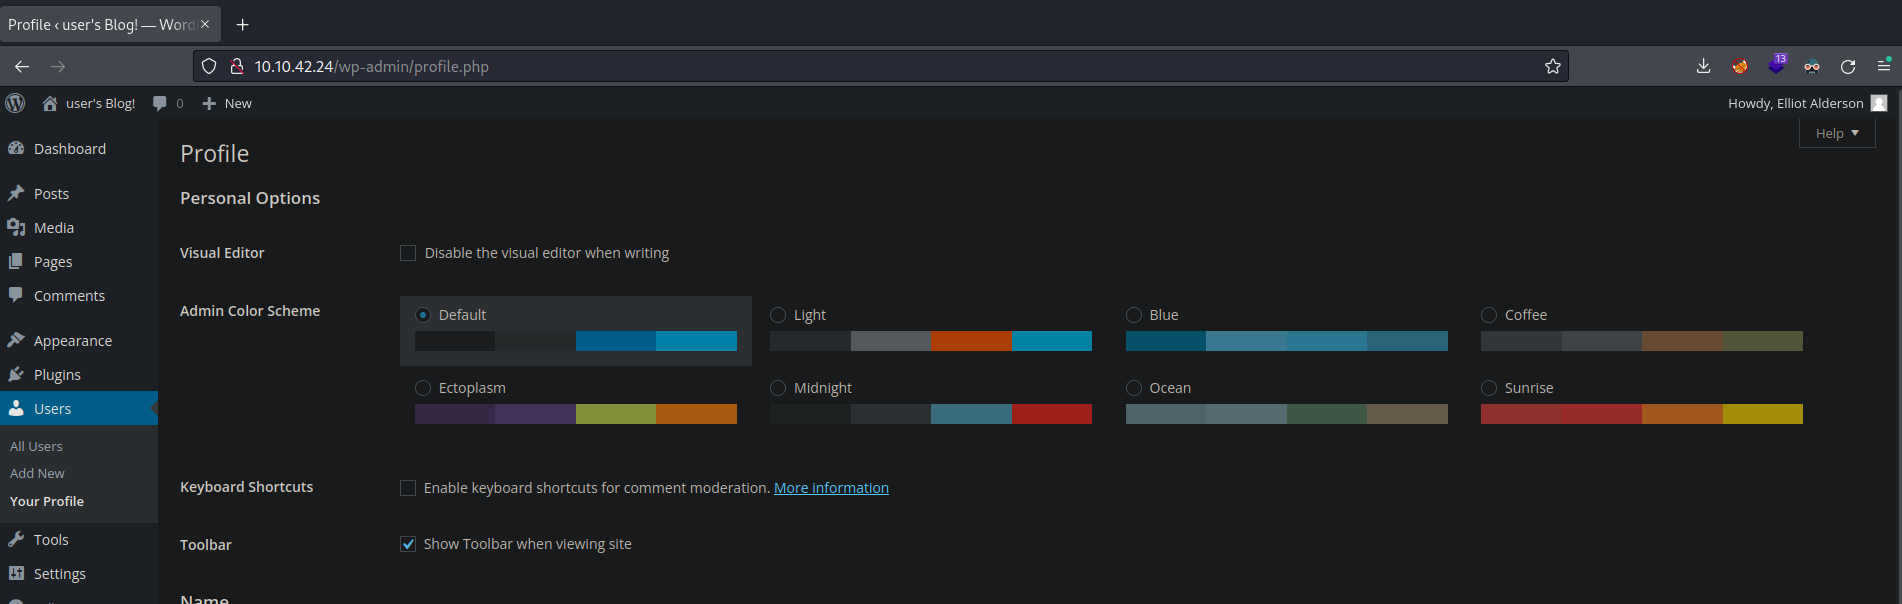 Profile ‹ user's Blog! — Word
10.10.42.24/wp-admin/profile.php
13
user's Blog! 0 New
Howdy, Elliot Alderson
Help
Dashboard
Posts
Media
Pages
Comments
Appearance
Plugins
Users
All Users
Add New
Your Profile
Tools
Settings
Profile
Personal Options
Visual Editor Disable the visual editor when writing
Admin Color Scheme
Default Light Blue Coffee
Ectoplasm Midnight Ocean Sunrise
Keyboard Shortcuts Enable keyboard shortcuts for comment moderation. More information
Toolbar Show Toolbar when viewing site
Name